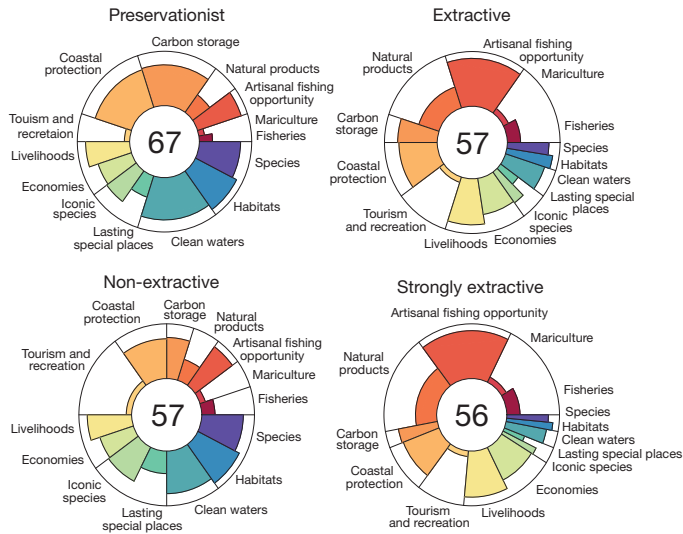 Preservationist
Carbon storage
Coastal
protection
Natural products
Artisanal fishing
opportunity
Mariculture
Fisheries
Touism and
recretaion
67
Livelihoods
Species
Economies
Iconic
species
Habitats
Lasting
special places
Clean waters
Extractive
Artisanal fishing
opportunity
Natural
products
Mariculture
Carbon
storage
Fisheries
57
Species
Habitats
Clean waters
Coastal
protection
Lasting special
places
Iconic
species
Tourism
and recreation
Economies
Livelihoods
Non-extractive
Coastal
protection
Carbon
storage
Natural
products
Artisanal fishing
opportunity
Tourism and
recreation
Mariculture
Fisheries
57
Livelihoods
Species
Economies
Iconic
species
Habitats
Lasting
special places
Clean waters
Strongly extractive
Artisanal fishing opportunity
Mariculture
Natural
products
Fisheries
56
Species
Habitats
Clean waters
Lasting special places
Iconic species
Carbon
storage
Coastal
protection
Economies
Tourism
and recreation
Livelihoods